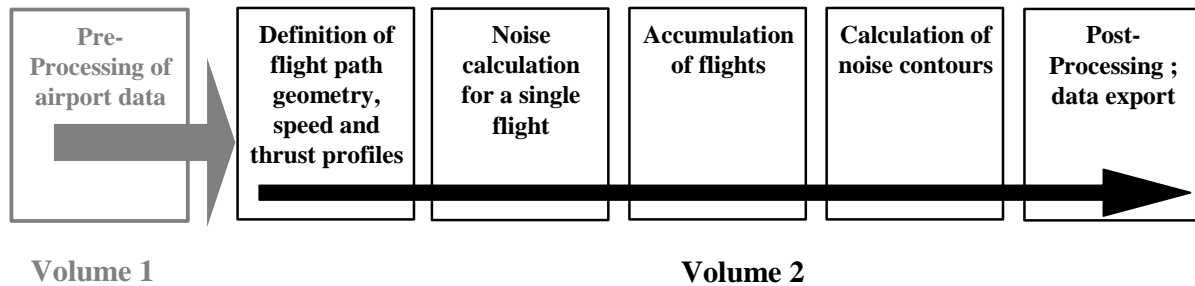 Pre-
Processing of
airport data
Definition of
flight path
geometry,
speed and
thrust profiles
Noise
calculation
for a single
flight
Accumulation
of flights
Calculation of
noise contours
Post-
Processing ;
data export
Volume 1
Volume 2